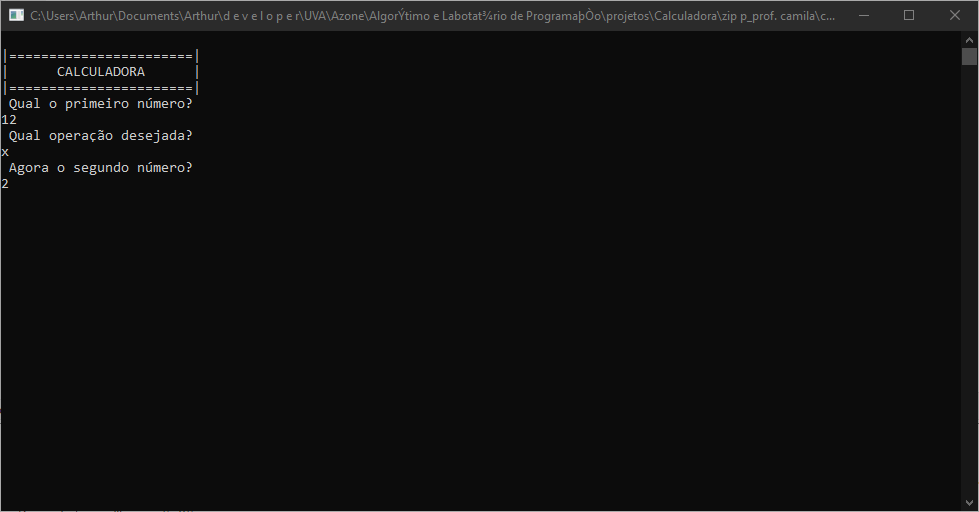 C:\Users\Arthur\Documents\Arthur\d e v e l o p e r\UVA\Azone\AlgorÝtimo e Labotat¾rio de ProgramaþÒo\projetos\Calculadora\zip p_prof. camila\c...
|=======================|
|      CALCULADORA      |
|=======================|
Qual o primeiro número?
12
Qual operação desejada?
x
Agora o segundo número?
2